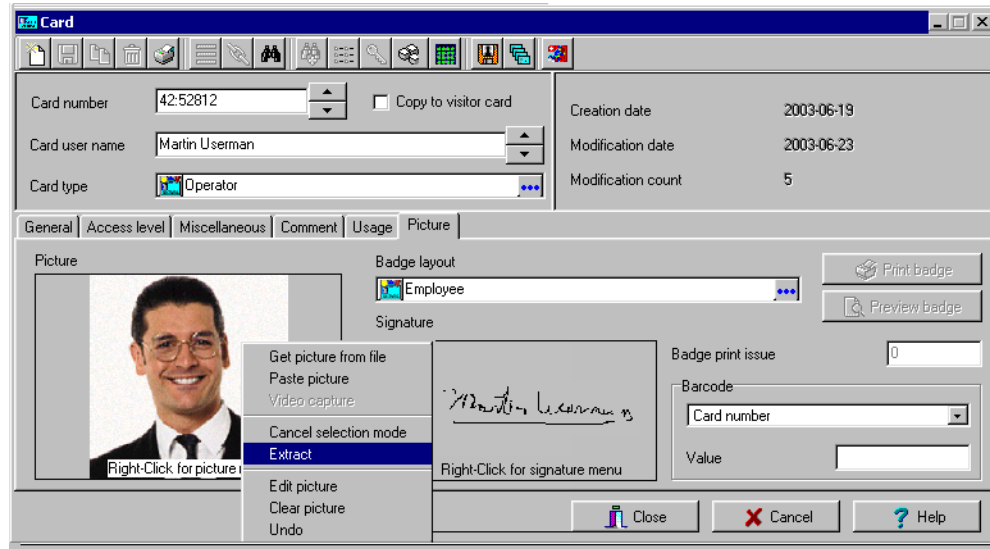 Card
Card number 42:52812 Copy to visitor card
Creation date 2003-06-19
Card user name Martin Userman
Modification date 2003-06-23
Card type Operator
Modification count 5
General Access level Miscellaneous Comment Usage Picture
Picture
Badge layout
Employee
Print badge
Preview badge
Signature
Get picture from file
Paste picture
Video capture
Cancel selection mode
Extract
Edit picture
Clear picture
Undo
Right-Click for picture
Martin Userman
Right-Click for signature menu
Badge print issue 0
Barcode
Card number
Value
Close Cancel Help